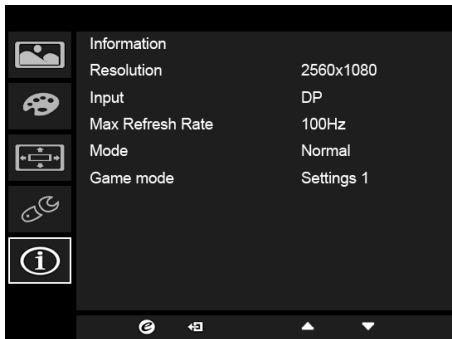 Information
Resolution 2560x1080
Input DP
Max Refresh Rate 100Hz
Mode Normal
Game mode Settings 1